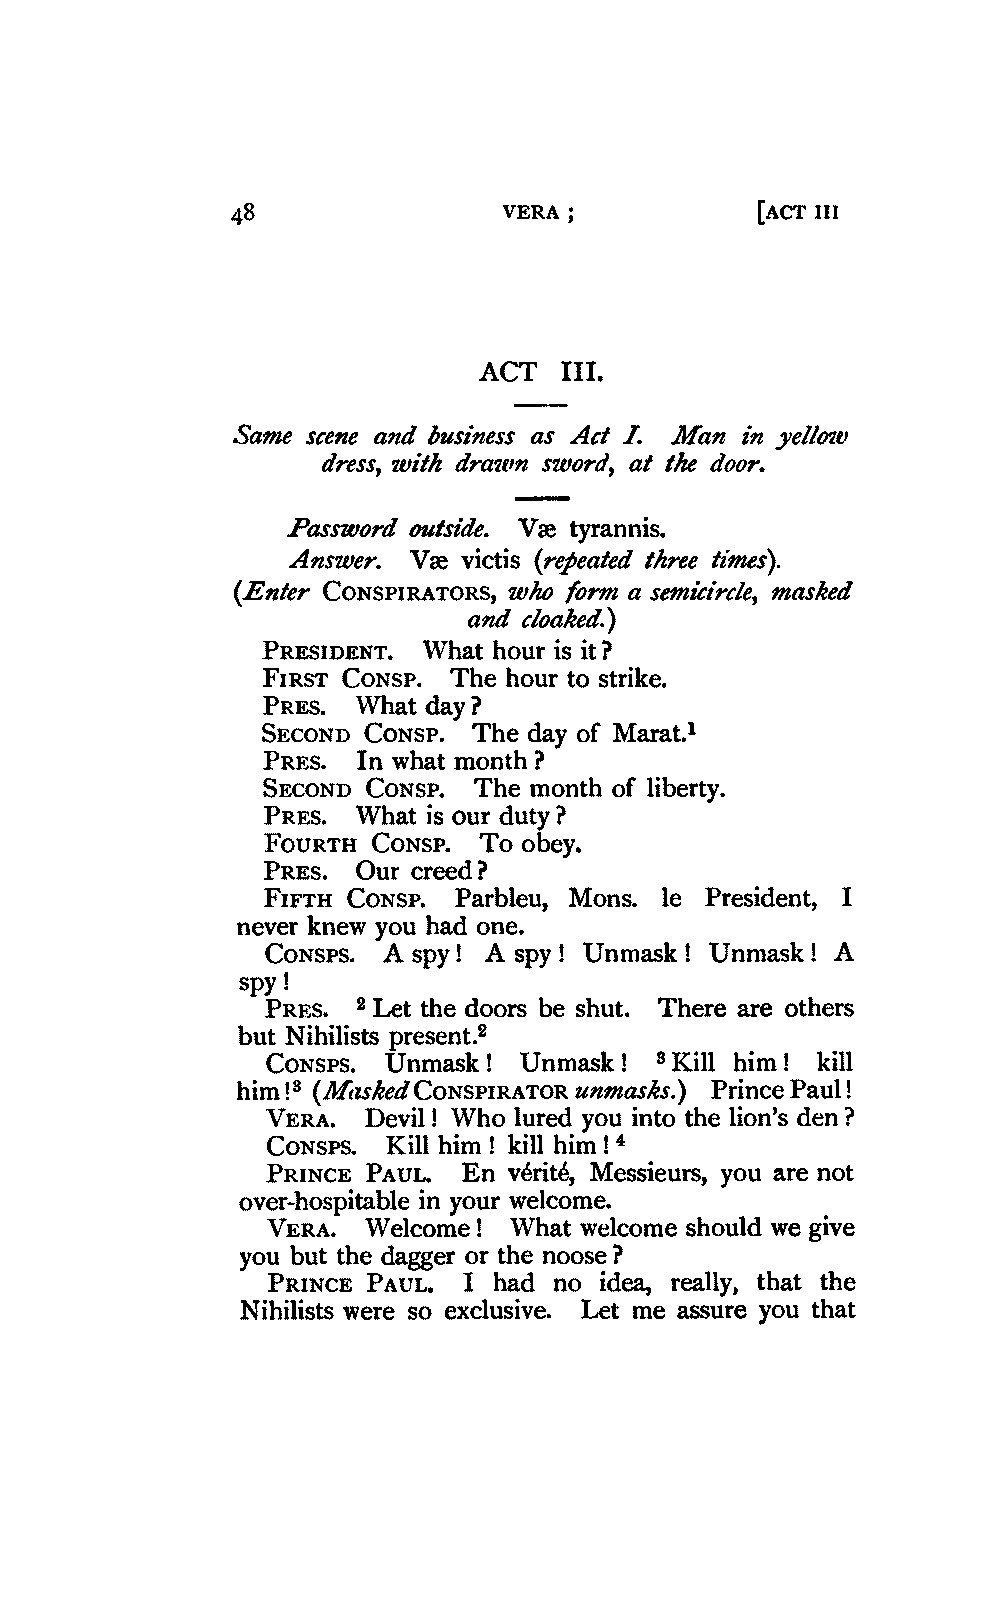 48 VERA ; [ACT III
ACT III.
Same scene and business as Act I. Man in yellow
dress, with drawn sword, at the door.
Password outside. Væ tyrannis.
Answer. Væ victis (repeated three times).
(Enter CONSPIRATORS, who form a semicircle, masked
and cloaked.)
PRESIDENT. What hour is it ?
FIRST CONSP. The hour to strike.
PRES. What day ?
SECOND CONSP. The day of Marat.¹
PRES. In what month ?
SECOND CONSP. The month of liberty.
PRES. What is our duty ?
FOURTH CONSP. To obey.
PRES. Our creed ?
FIFTH CONSP. Parbleu, Mons. le President, I
never knew you had one.
CONSPS. A spy ! A spy ! Unmask ! Unmask ! A
spy !
PRES. ² Let the doors be shut. There are others
but Nihilists present.²
CONSPS. Unmask ! Unmask ! ³ Kill him ! kill
him !³ (Masked CONSPIRATOR unmasks.) Prince Paul !
VERA. Devil ! Who lured you into the lion's den ?
CONSPS. Kill him ! kill him ! ⁴
PRINCE PAUL. En vérité, Messieurs, you are not
over-hospitable in your welcome.
VERA. Welcome ! What welcome should we give
you but the dagger or the noose ?
PRINCE PAUL. I had no idea, really, that the
Nihilists were so exclusive. Let me assure you that